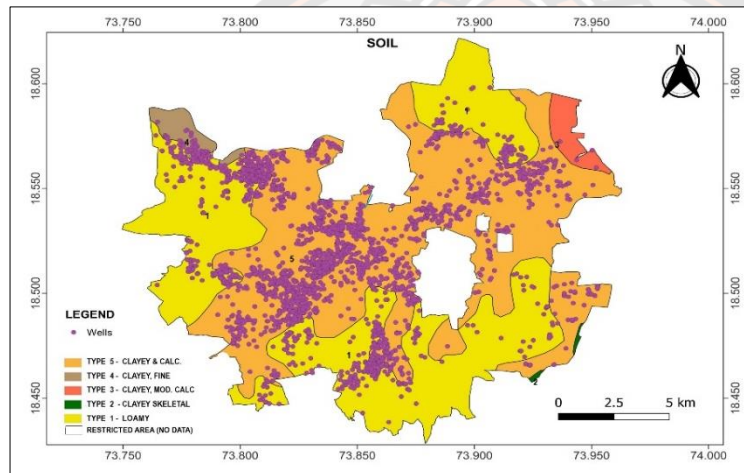 73.750 73.800 73.850 73.900 73.950 74.000
SOIL
N
18.600 18.600
18.550 18.550
18.500 18.500
18.450 18.450
4
3
1
5
1
2
LEGEND
Wells
TYPE 5 - CLAYEY & CALC.
TYPE 4 - CLAYEY, FINE
TYPE 3 - CLAYEY, MOD. CALC
TYPE 2 - CLAYEY SKELETAL
TYPE 1 - LOAMY
RESTRICTED AREA (NO DATA)
0 2.5 5 km
73.750 73.800 73.850 73.900 73.950 74.000